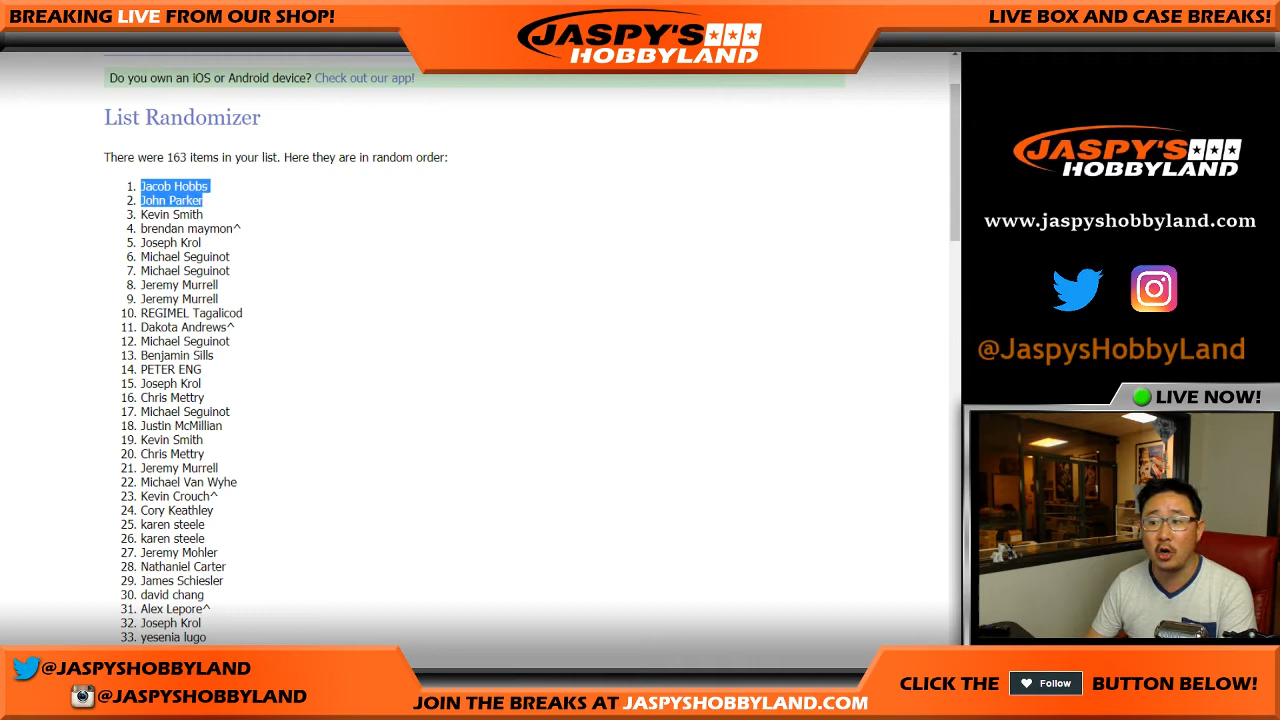 BREAKING LIVE FROM OUR SHOP!
JASPY'S
HOBBYLAND
LIVE BOX AND CASE BREAKS!
Do you own an iOS or Android device? Check out our app!
List Randomizer
There were 163 items in your list. Here they are in random order:
1. Jacob Hobbs
2. John Parker
3. Kevin Smith
4. brendan maymon^
5. Joseph Krol
6. Michael Seguinot
7. Michael Seguinot
8. Jeremy Murrell
9. Jeremy Murrell
10. REGIMEL Tagalicod
11. Dakota Andrews^
12. Michael Seguinot
13. Benjamin Sills
14. PETER ENG
15. Joseph Krol
16. Chris Mettry
17. Michael Seguinot
18. Justin McMillian
19. Kevin Smith
20. Chris Mettry
21. Jeremy Murrell
22. Michael Van Wyhe
23. Kevin Crouch^
24. Cory Keathley
25. karen steele
26. karen steele
27. Jeremy Mohler
28. Nathaniel Carter
29. James Schiesler
30. david chang
31. Alex Lepore^
32. Joseph Krol
33. yesenia lugo
JASPY'S
HOBBYLAND
www.jaspyshobbyland.com
@JaspysHobbyLand
LIVE NOW!
@JASPYSHOBBYLAND
@JASPYSHOBBYLAND
JOIN THE BREAKS AT JASPYSHOBBYLAND.COM
CLICK THE Follow BUTTON BELOW!